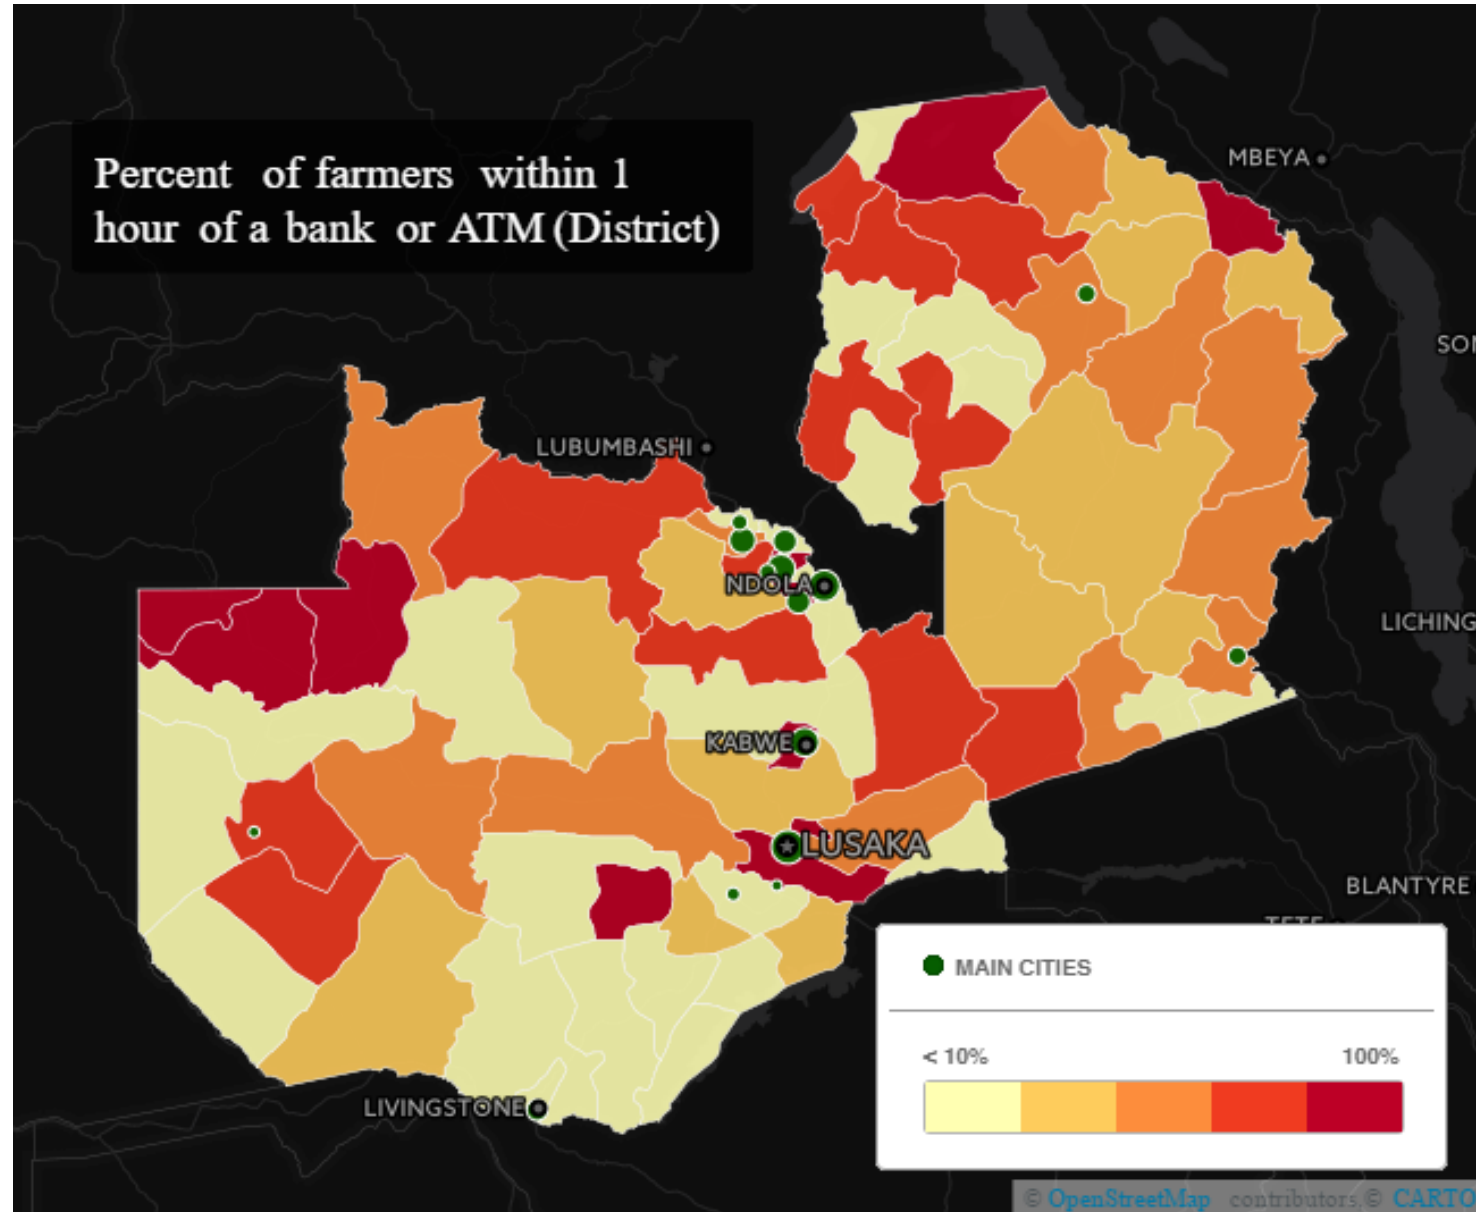 MBEYA
Percent of farmers within 1
hour of a bank or ATM (District)
LUBUMBASHI
NDOLA
KABWE
LUSAKA
LICHING
BLANTYRE
MAIN CITIES
< 10% 100%
LIVINGSTONE
© OpenStreetMap contributors,© CARTO